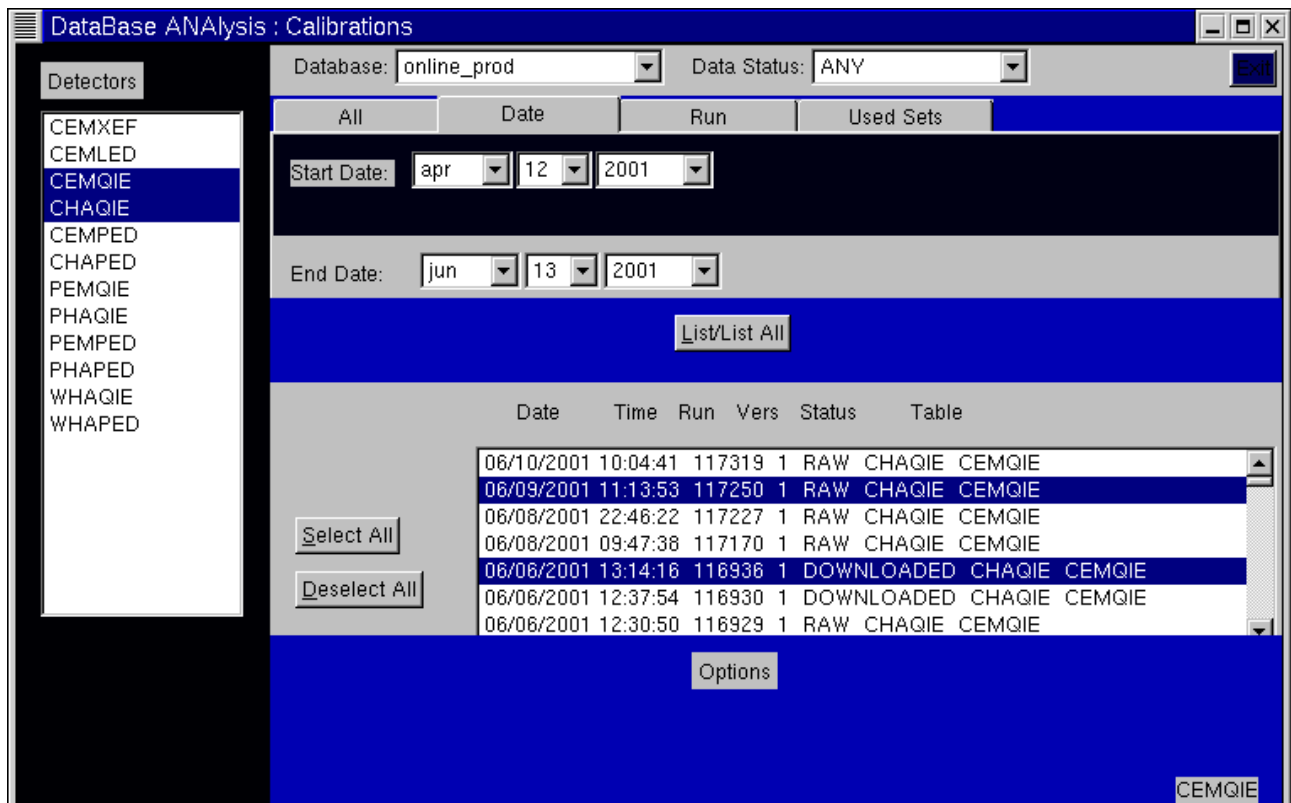 DataBase ANAlysis : Calibrations
Detectors
Database: online_prod Data Status: ANY Exit
All Date Run Used Sets
CEMXEF
CEMLED
CEMQIE
CHAQIE
CEMPED
CHAPED
PEMQIE
PHAQIE
PEMPED
PHAPED
WHAQIE
WHAPED
Start Date: apr 12 2001
End Date: jun 13 2001
List/List All
Date Time Run Vers Status Table
06/10/2001 10:04:41 117319 1 RAW CHAQIE CEMQIE
06/09/2001 11:13:53 117250 1 RAW CHAQIE CEMQIE
06/08/2001 22:46:22 117227 1 RAW CHAQIE CEMQIE
06/08/2001 09:47:38 117170 1 RAW CHAQIE CEMQIE
06/06/2001 13:14:16 116936 1 DOWNLOADED CHAQIE CEMQIE
06/06/2001 12:37:54 116930 1 DOWNLOADED CHAQIE CEMQIE
06/06/2001 12:30:50 116929 1 RAW CHAQIE CEMQIE
Select All
Deselect All
Options
CEMQIE